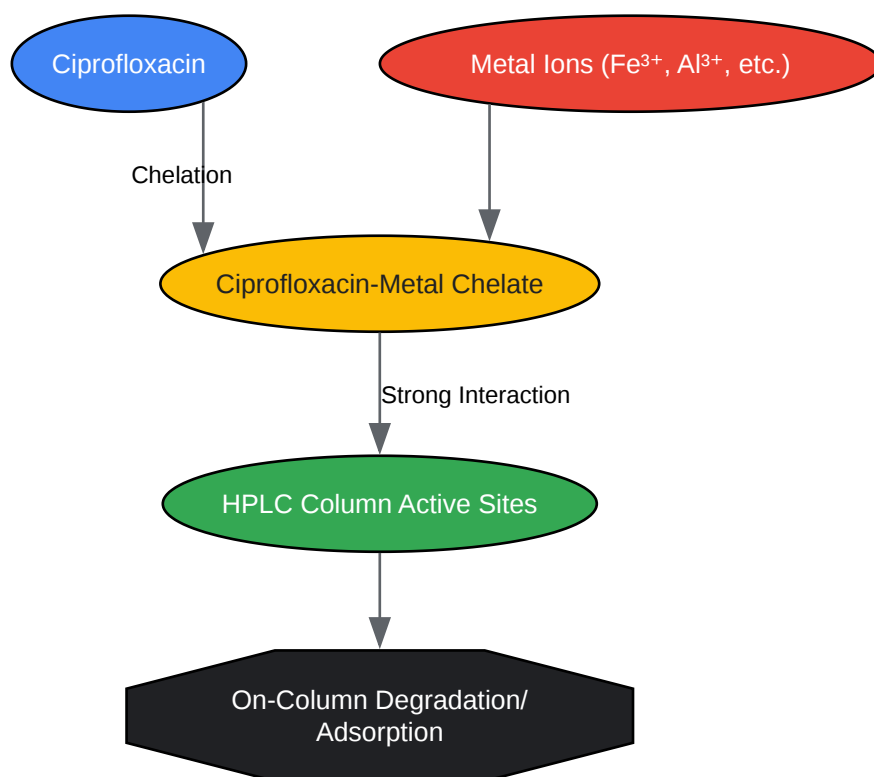 Ciprofloxacin
Metal Ions (Fe³⁺, Al³⁺, etc.)
Chelation
Ciprofloxacin-Metal Chelate
Strong Interaction
HPLC Column Active Sites
On-Column Degradation/
Adsorption